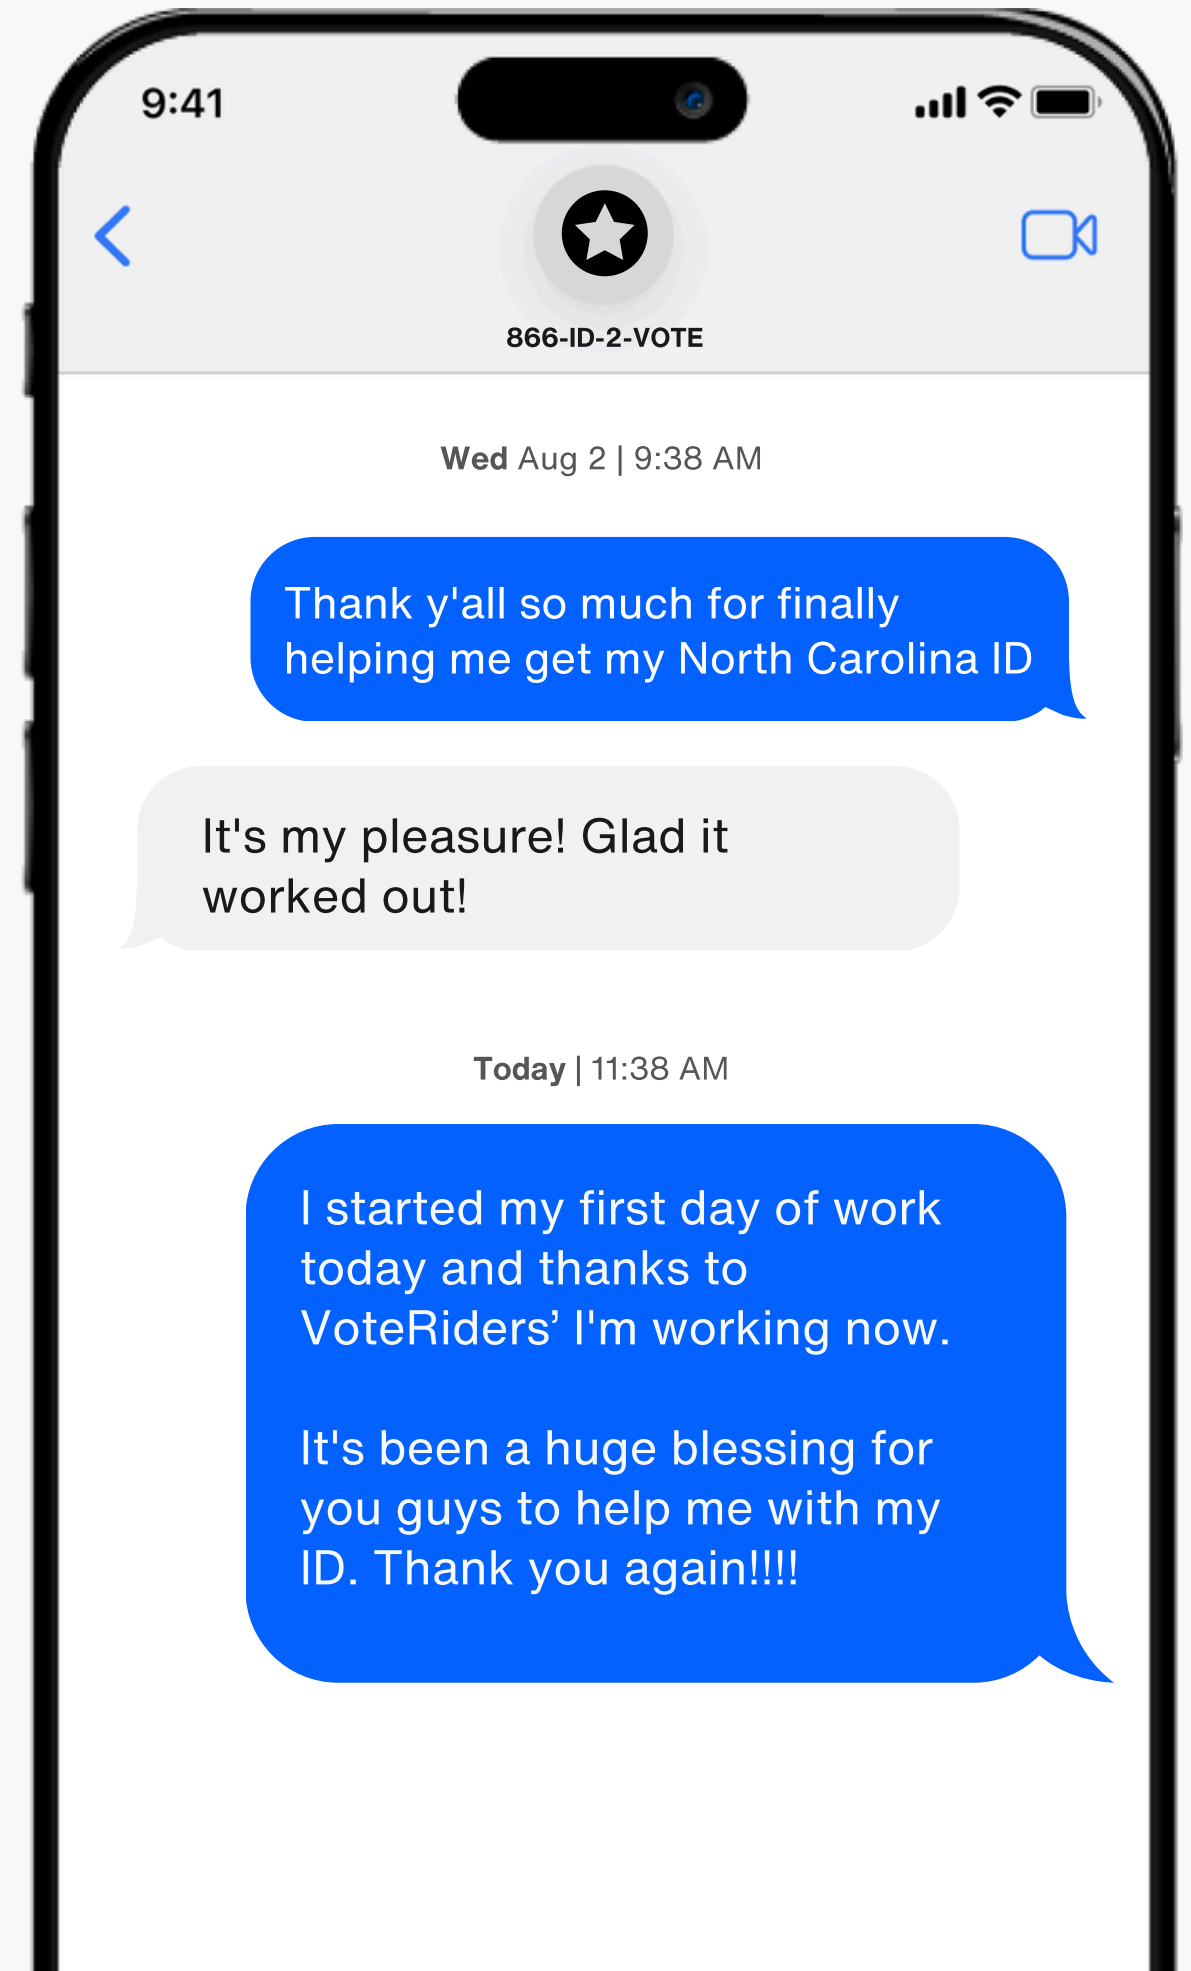 9:41
866-ID-2-VOTE
Wed Aug 2 | 9:38 AM
Thank y'all so much for finally
helping me get my North Carolina ID
It's my pleasure! Glad it
worked out!
Today | 11:38 AM
I started my first day of work
today and thanks to
VoteRiders’ I'm working now.
It's been a huge blessing for
you guys to help me with my
ID. Thank you again!!!!